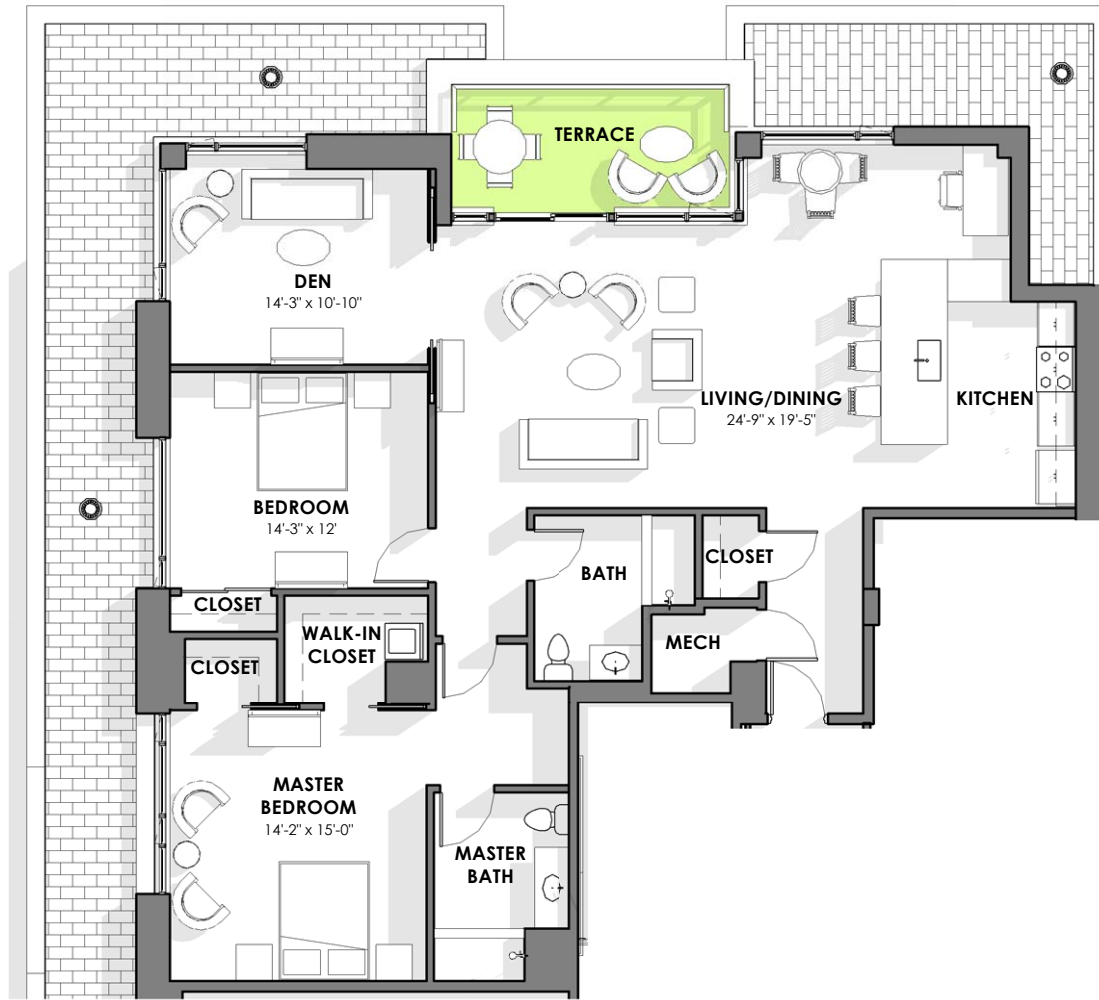 TERRACE
DEN
14'-3" x 10'-10"
LIVING/DINING
24'-9" x 19'-5"
KITCHEN
BEDROOM
14'-3" x 12'
BATH
CLOSET
CLOSET
WALK-IN
CLOSET
MECH
CLOSET
MASTER
BEDROOM
14'-2" x 15'-0"
MASTER
BATH